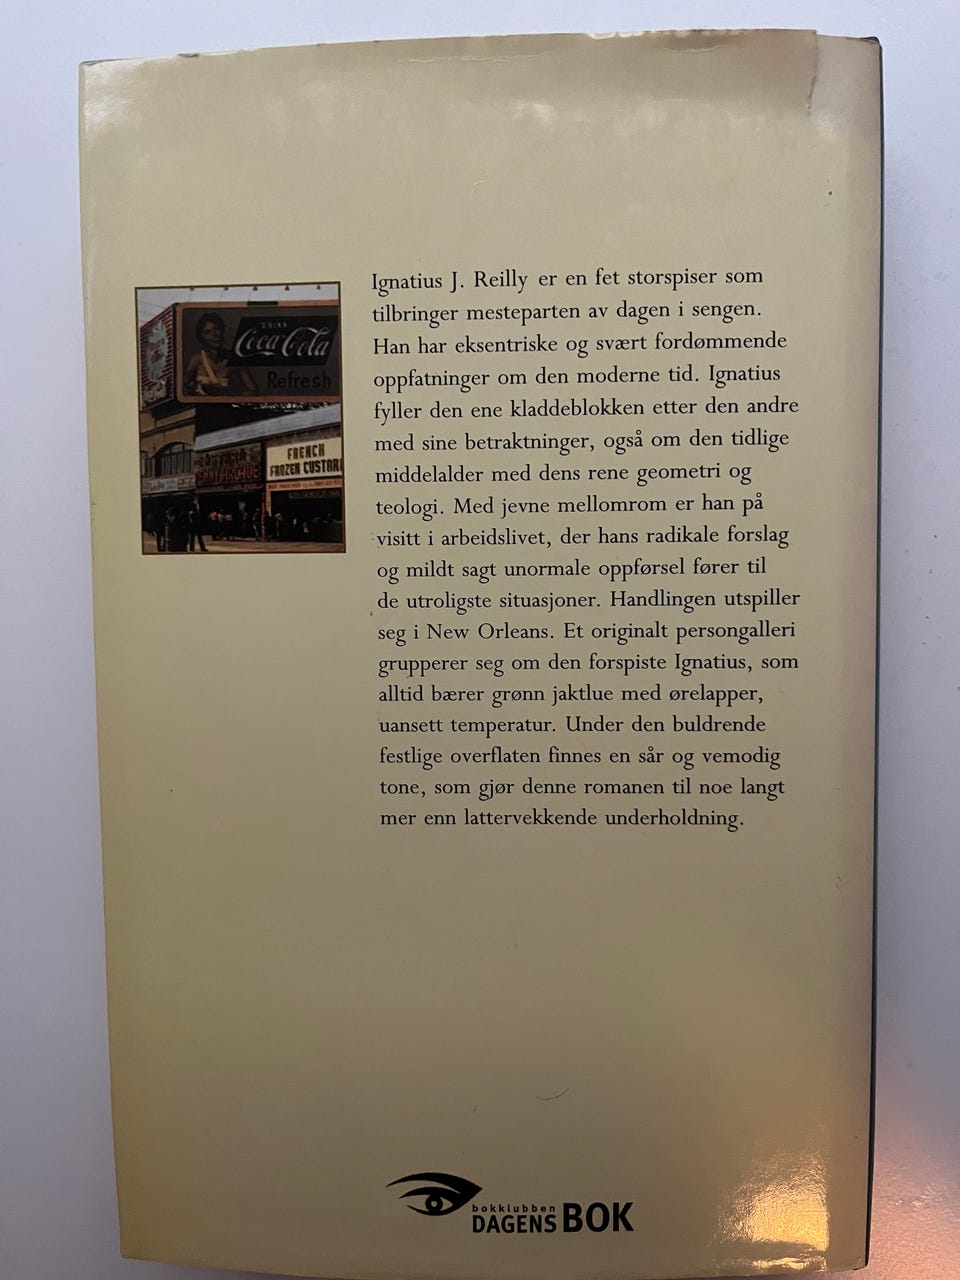 DRINK
Coca-Cola
Refresh
FRENCH
FROZEN CUSTARD
Ignatius J. Reilly er en fet storspiser som
tilbringer mesteparten av dagen i sengen.
Han har eksentriske og svært fordømmende
oppfatninger om den moderne tid. Ignatius
fyller den ene kladdeblokken etter den andre
med sine betraktninger, også om den tidlige
middelalder med dens rene geometri og
teologi. Med jevne mellomrom er han på
visitt i arbeidslivet, der hans radikale forslag
og mildt sagt unormale oppførsel fører til
de utroligste situasjoner. Handlingen utspiller
seg i New Orleans. Et originalt persongalleri
grupperer seg om den forspiste Ignatius, som
alltid bærer grønn jaktlue med ørelapper,
uansett temperatur. Under den buldrende
festlige overflaten finnes en sår og vemodig
tone, som gjør denne romanen til noe langt
mer enn lattervekkende underholdning.
bokklubben
DAGENS BOK